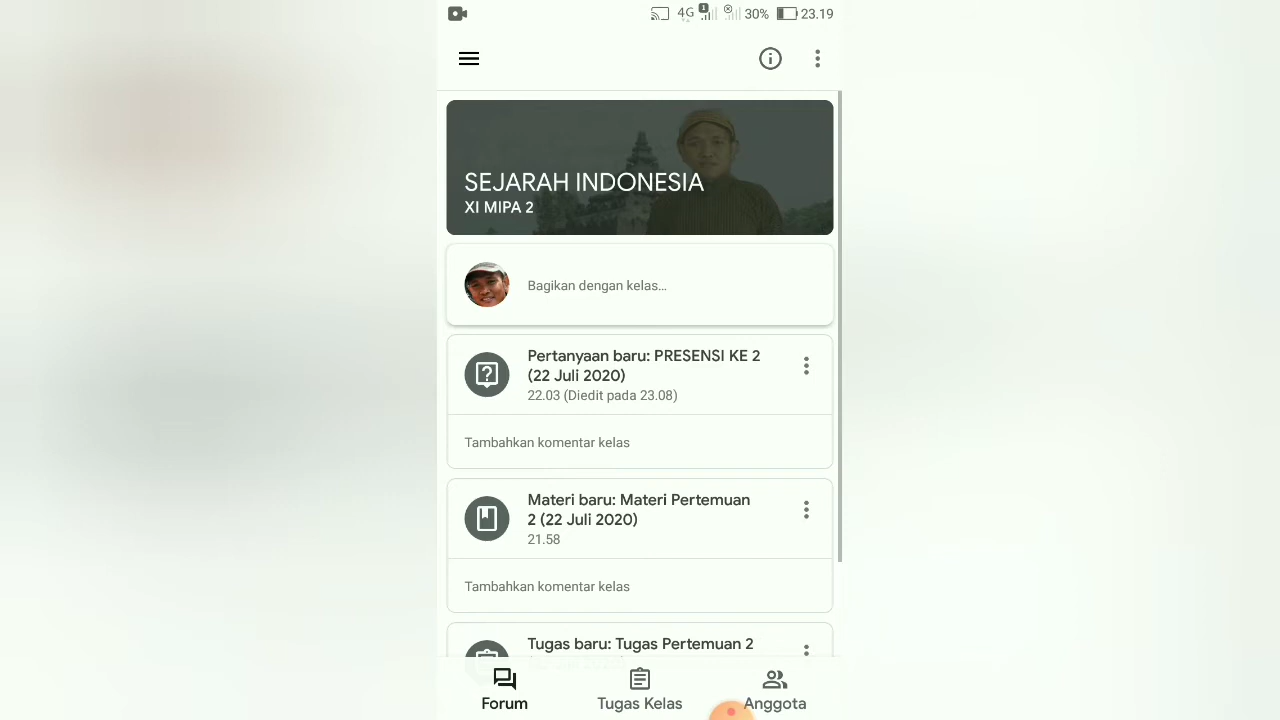 4G 1 30% 23.19
SEJARAH INDONESIA
XI MIPA 2
Bagikan dengan kelas...
Pertanyaan baru: PRESENSI KE 2
(22 Juli 2020)
22.03 (Diedit pada 23.08)
Tambahkan komentar kelas
Materi baru: Materi Pertemuan
2 (22 Juli 2020)
21.58
Tambahkan komentar kelas
Tugas baru: Tugas Pertemuan 2
Forum
Tugas Kelas
Anggota